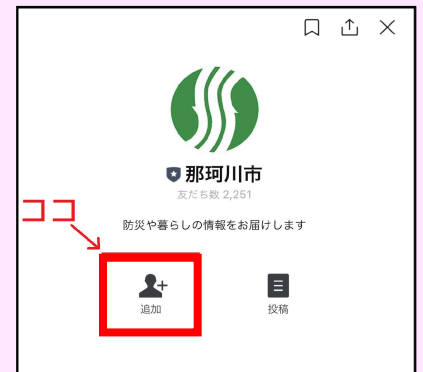 那珂川市
友だち数 2,251
ココ
防災や暮らしの情報をお届けします
追加
投稿